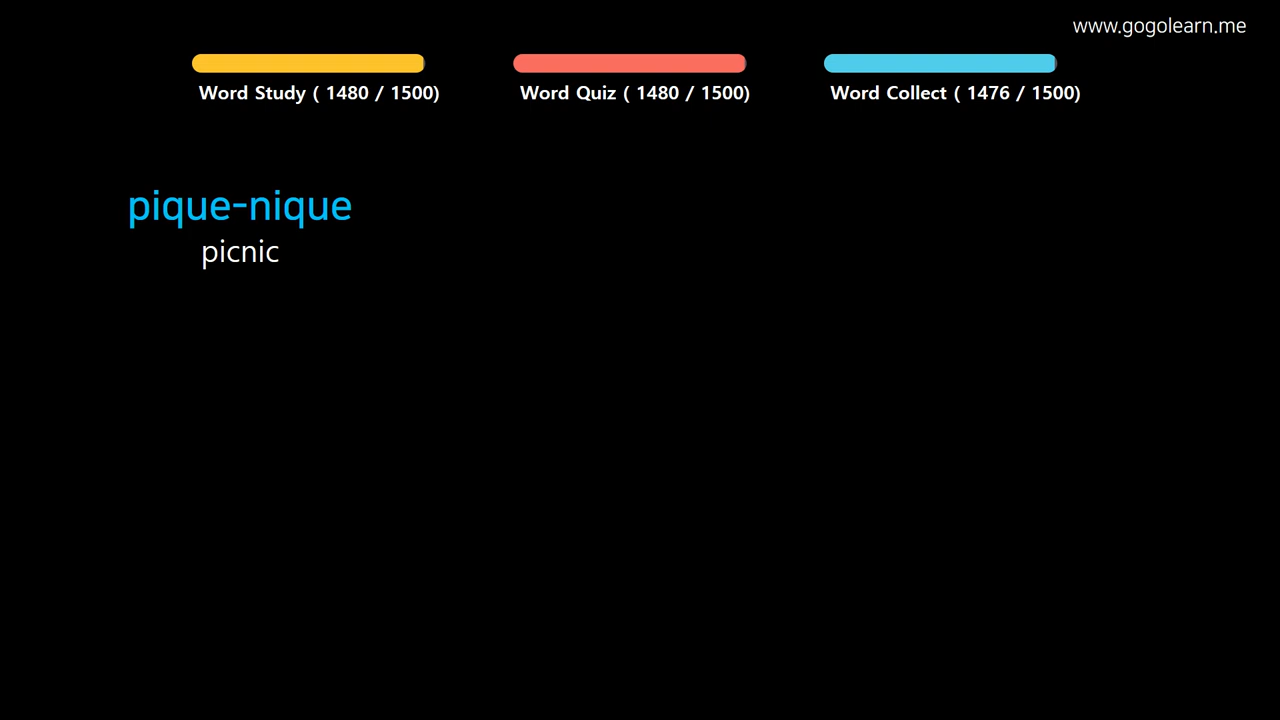 www.gogolearn.me
Word Study ( 1480 / 1500)
Word Quiz ( 1480 / 1500)
Word Collect ( 1476 / 1500)
pique-nique
picnic